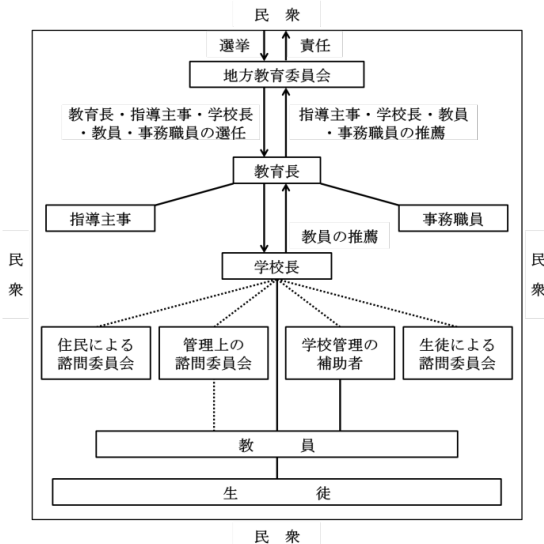 民　衆
選挙
責任
地方教育委員会
教育長・指導主事・学校長
・教員・事務職員の選任
指導主事・学校長・教員
・事務職員の推薦
教育長
指導主事
事務職員
教員の推薦
民
衆
民
衆
学校長
住民による
諮問委員会
管理上の
諮問委員会
学校管理の
補助者
生徒による
諮問委員会
教　　員
生　　徒
民　衆